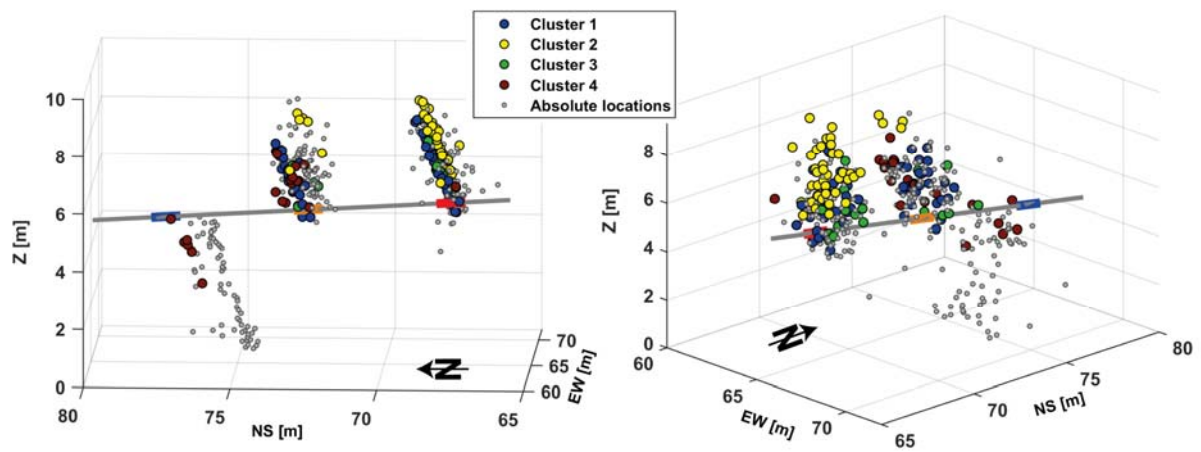 Cluster 1
Cluster 2
Cluster 3
Cluster 4
Absolute locations
10
8
6
4
2
0
Z [m]
80
75
70
65
NS [m]
70
65
60
EW [m]
N
8
6
4
2
0
Z [m]
60
65
70
EW [m]
65
70
75
80
NS [m]
N